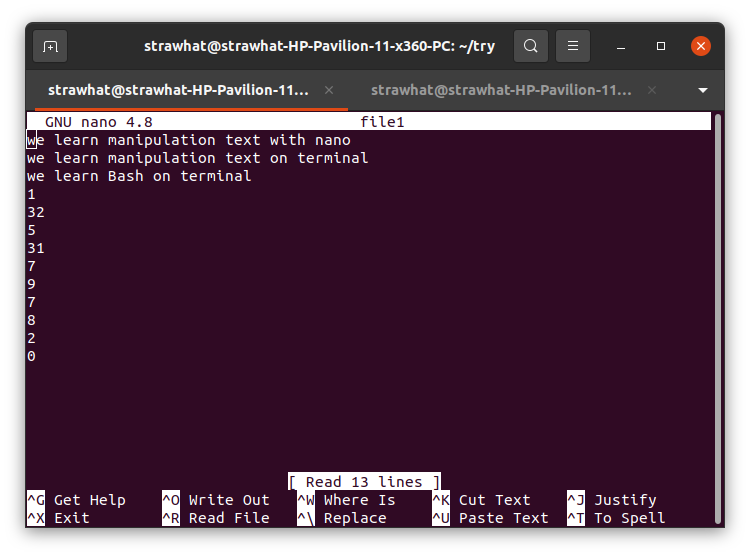 strawhat@strawhat-HP-Pavilion-11-x360-PC: ~/try
strawhat@strawhat-HP-Pavilion-11... strawhat@strawhat-HP-Pavilion-11...
GNU nano 4.8 file1
we learn manipulation text with nano
we learn manipulation text on terminal
we learn Bash on terminal
1
32
5
31
7
9
7
8
2
0
[ Read 13 lines ]
^G Get Help ^O Write Out ^W Where Is ^K Cut Text ^J Justify
^X Exit ^R Read File ^\ Replace ^U Paste Text ^T To Spell